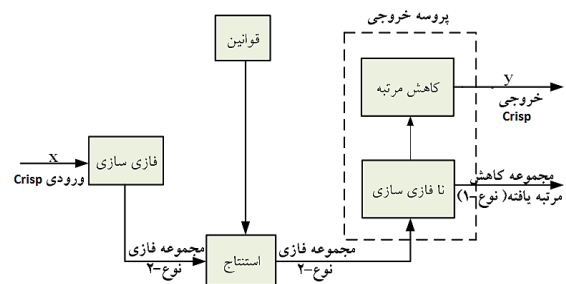 پروسه خروجی
قوانین
کاهش مرتبه
y
خروجی
Crisp
x
ورودی Crisp
فازی سازی
نا فازی سازی
مجموعه کاهش
مرتبه یافته( نوع-۱)
مجموعه فازی
نوع-۲
استنتاج
مجموعه فازی
نوع-۲